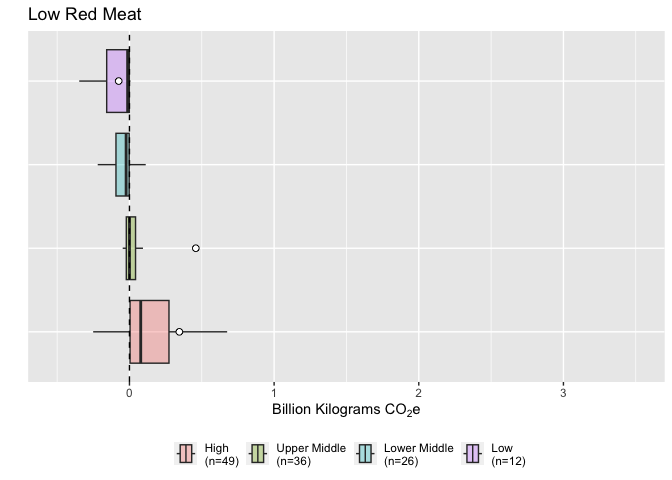 Low Red Meat
0 1 2 3
Billion Kilograms CO₂e
High Upper Middle Lower Middle Low
(n=49) (n=36) (n=26) (n=12)